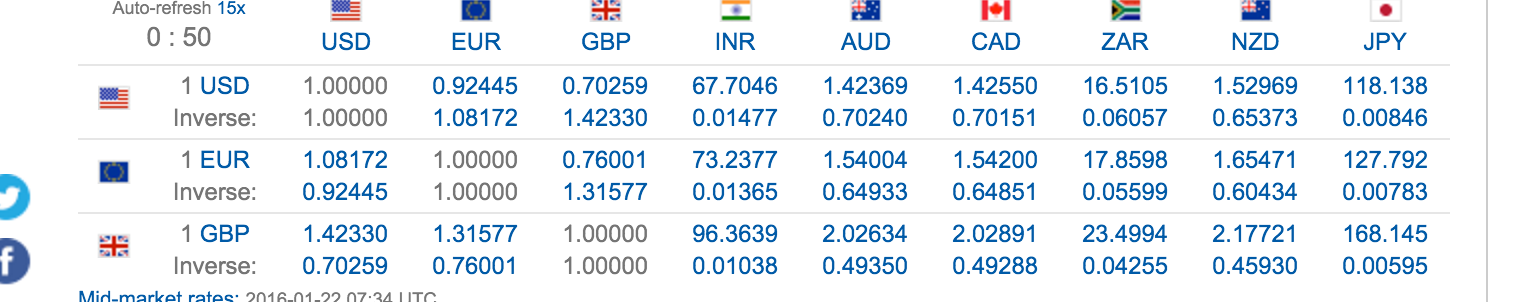 Auto-refresh 15x
0 : 50
USD EUR GBP INR AUD CAD ZAR NZD JPY
1 USD 1.00000 0.92445 0.70259 67.7046 1.42369 1.42550 16.5105 1.52969 118.138
Inverse: 1.00000 1.08172 1.42330 0.01477 0.70240 0.70151 0.06057 0.65373 0.00846
1 EUR 1.08172 1.00000 0.76001 73.2377 1.54004 1.54200 17.8598 1.65471 127.792
Inverse: 0.92445 1.00000 1.31577 0.01365 0.64933 0.64851 0.05599 0.60434 0.00783
1 GBP 1.42330 1.31577 1.00000 96.3639 2.02634 2.02891 23.4994 2.17721 168.145
Inverse: 0.70259 0.76001 1.00000 0.01038 0.49350 0.49288 0.04255 0.45930 0.00595
Mid-market rates: 2016-01-22 07:34 UTC